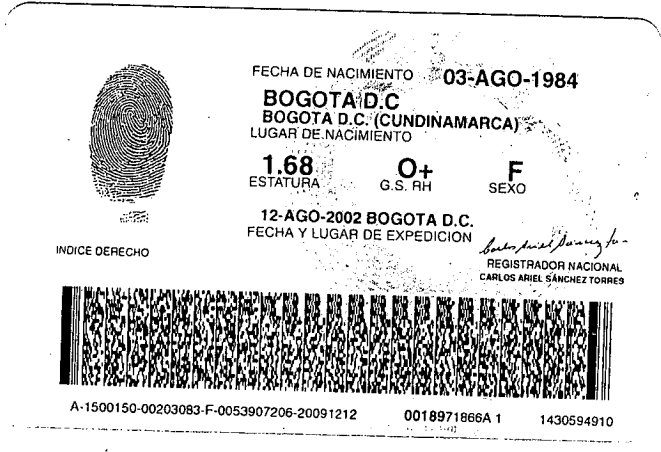 FECHA DE NACIMIENTO 03-AGO-1984
BOGOTA D.C
BOGOTA D.C. (CUNDINAMARCA)
LUGAR DE NACIMIENTO
1.68 O+ F
ESTATURA G.S. RH SEXO
12-AGO-2002 BOGOTA D.C.
FECHA Y LUGAR DE EXPEDICION
INDICE DERECHO
REGISTRADOR NACIONAL
CARLOS ARIEL SÁNCHEZ TORRES
A-1500150-00203083-F-0053907206-20091212 0018971866A 1 1430594910